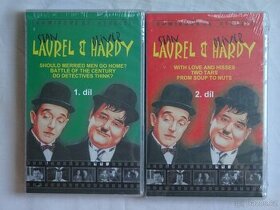 STAN OLIVER
LAUREL & HARDY
SHOULD MARRIED MEN GO HOME?
BATTLE OF THE CENTURY
DO DETECTIVES THINK?
1. díl
STAN OLIVER
LAUREL & HARDY
WITH LOVE AND HISSES
TWO TARS
FROM SOUP TO NUTS
2. díl